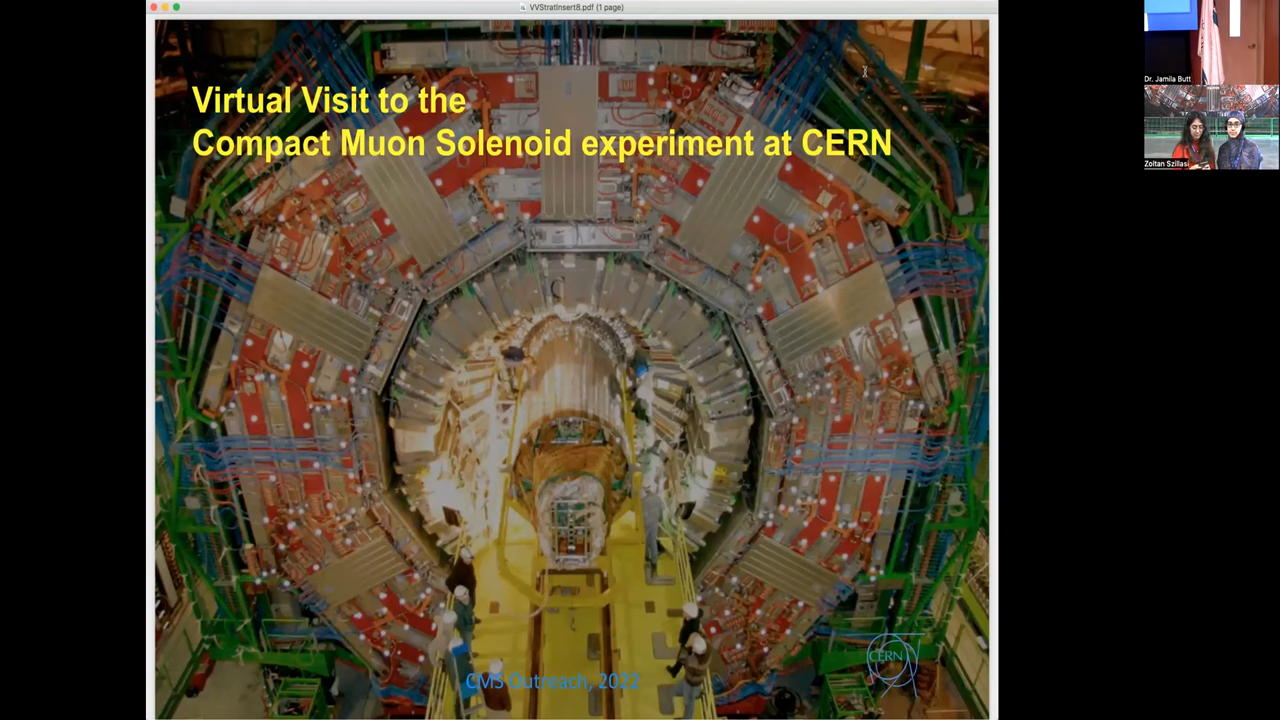 VVStratInsert8.pdf (1 page)
Virtual Visit to the
Compact Muon Solenoid experiment at CERN
CMS Outreach, 2022
CERN
Dr. Jamila Butt
Zoltan Szillasi